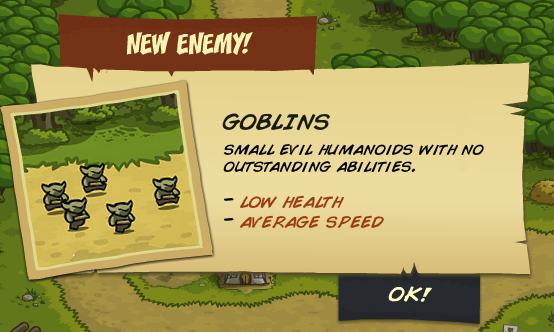 NEW ENEMY!
GOBLINS
SMALL EVIL HUMANOIDS WITH NO
OUTSTANDING ABILITIES.
- LOW HEALTH
- AVERAGE SPEED
OK!